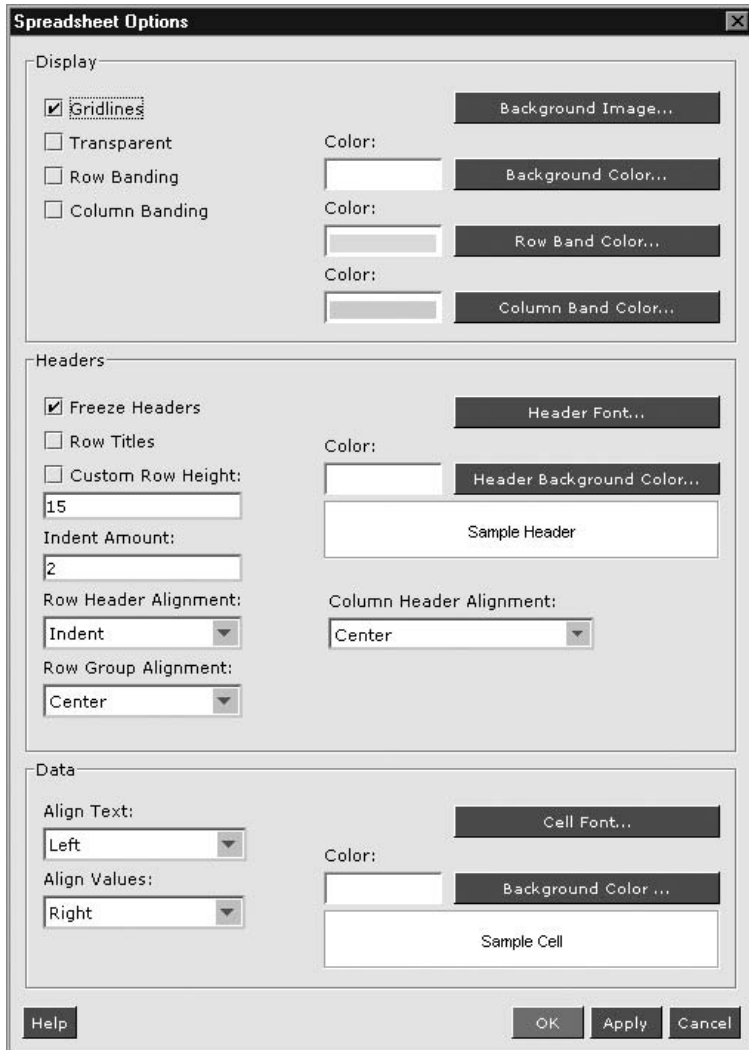 Spreadsheet Options
Display
Gridlines
Background Image...
Transparent
Color:
Row Banding
Background Color...
Column Banding
Color:
Row Band Color...
Color:
Column Band Color...
Headers
Freeze Headers
Header Font...
Row Titles
Color:
Custom Row Height:
Header Background Color...
15
Sample Header
Indent Amount:
2
Row Header Alignment:
Column Header Alignment:
Indent
Center
Row Group Alignment:
Center
Data
Align Text:
Cell Font...
Left
Color:
Align Values:
Background Color ...
Right
Sample Cell
Help
OK
Apply
Cancel